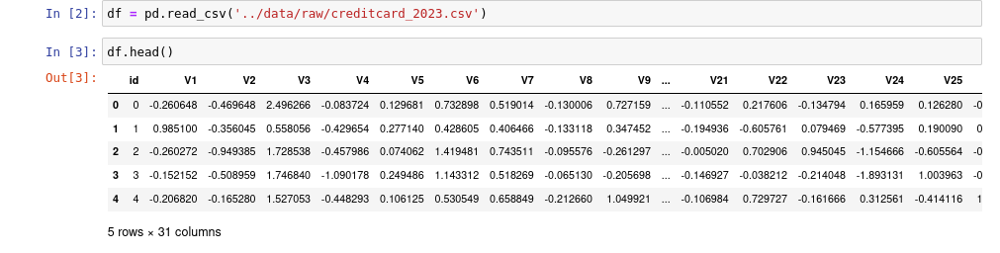 In [2]: df = pd.read_csv('../data/raw/creditcard_2023.csv')
In [3]: df.head()
Out[3]: id V1 V2 V3 V4 V5 V6 V7 V8 V9 ... V21 V22 V23 V24 V25
0 0 -0.260648 -0.469648 2.496266 -0.083724 0.129681 0.732898 0.519014 -0.130006 0.727159 ... -0.110552 0.217606 -0.134794 0.165959 0.126280 -0
1 1 0.985100 -0.356045 0.558056 -0.429654 0.277140 0.428605 0.406466 -0.133118 0.347452 ... -0.194936 -0.605761 0.079469 -0.577395 0.190090 0
2 2 -0.260272 -0.949385 1.728538 -0.457986 0.074062 1.419481 0.743511 -0.095576 -0.261297 ... -0.005020 0.702906 0.945045 -1.154666 -0.605564 -0
3 3 -0.152152 -0.508959 1.746840 -1.090178 0.249486 1.143312 0.518269 -0.065130 -0.205698 ... -0.146927 -0.038212 -0.214048 -1.893131 1.003963 -0
4 4 -0.206820 -0.165280 1.527053 -0.448293 0.106125 0.530549 0.658849 -0.212660 1.049921 ... -0.106984 0.729727 -0.161666 0.312561 -0.414116 1
5 rows × 31 columns